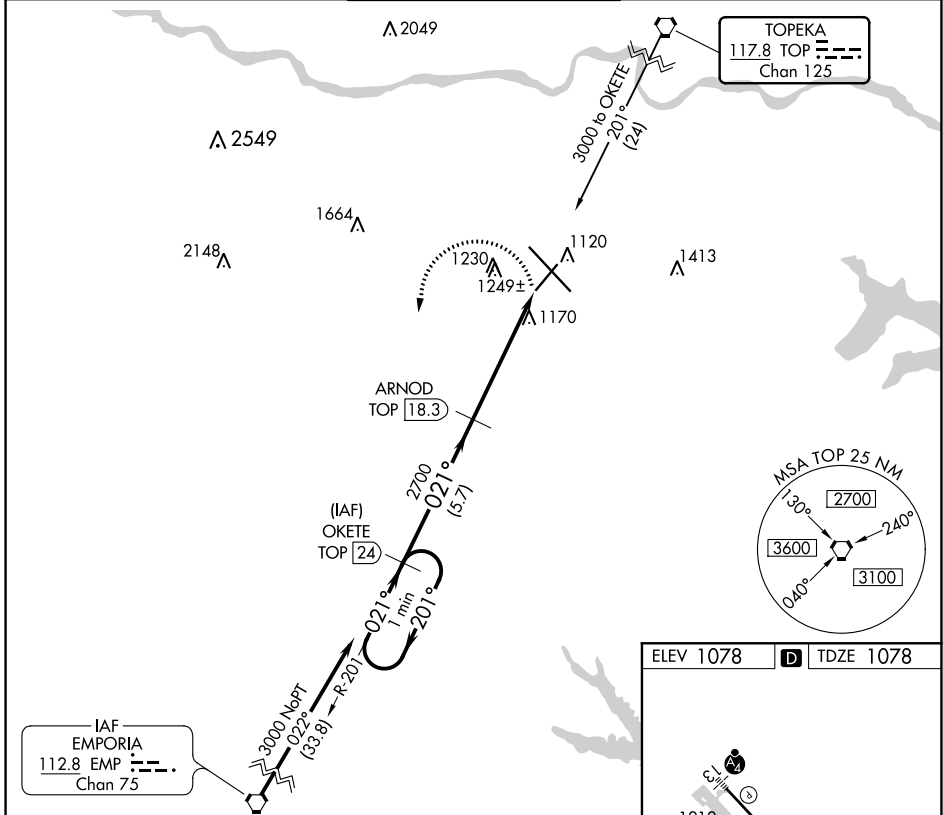 2049
TOPEKA
117.8 TOP
Chan 125
3000 to OKETE
201°
(24)
2549
1664
2148
1230
1249±
1120
1413
1170
ARNOD
TOP 18.3
2700
021°
(5.7)
(IAF)
OKETE
TOP 24
021°
1 min
201°
R-201
3000 NoPT
022°
(33.8)
IAF
EMPORIA
112.8 EMP
Chan 75
MSA TOP 25 NM
130°
2700
240°
3600
040°
3100
ELEV 1078 D TDZE 1078
A4
13
P